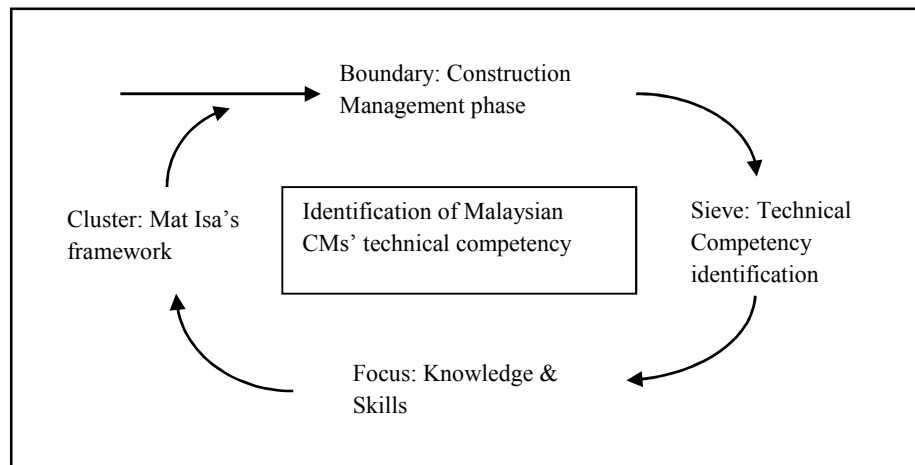 Boundary: Construction
Management phase
Cluster: Mat Isa’s
framework
Identification of Malaysian
CMs’ technical competency
Sieve: Technical
Competency
identification
Focus: Knowledge &
Skills